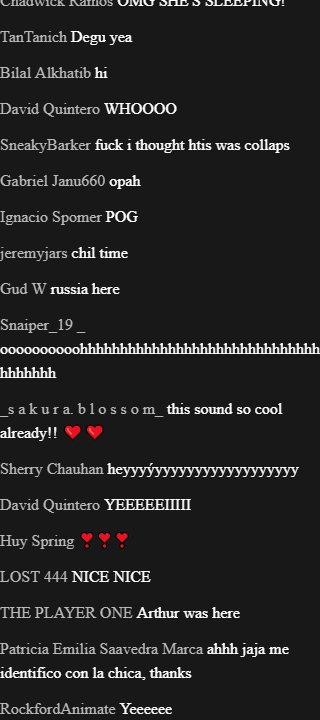 Chadwick Ramos OMG SHE'S SLEEPING!
TanTanich Degu yea
Bilal Alkhatib hi
David Quintero WHOOOO
SneakyBarker fuck i thought htis was collaps
Gabriel Janu660 opah
Ignacio Spomer POG
jeremyjars chil time
Gud W russia here
Snaiper_19 _
oooooooooohhhhhhhhhhhhhhhhhhhhhhhhhhhhhh
hhhhhhh
_s a k u r a. b l o s s o m_ this sound so cool
already!! 💓 💓
Sherry Chauhan heyyyýyyyyyyyyyyyyyyyyyy
David Quintero YEEEEEIIIII
Huy Spring ❣❣❣
LOST 444 NICE NICE
THE PLAYER ONE Arthur was here
Patricia Emilia Saavedra Marca ahhh jaja me
identifico con la chica, thanks
RockfordAnimate Yeeeeee